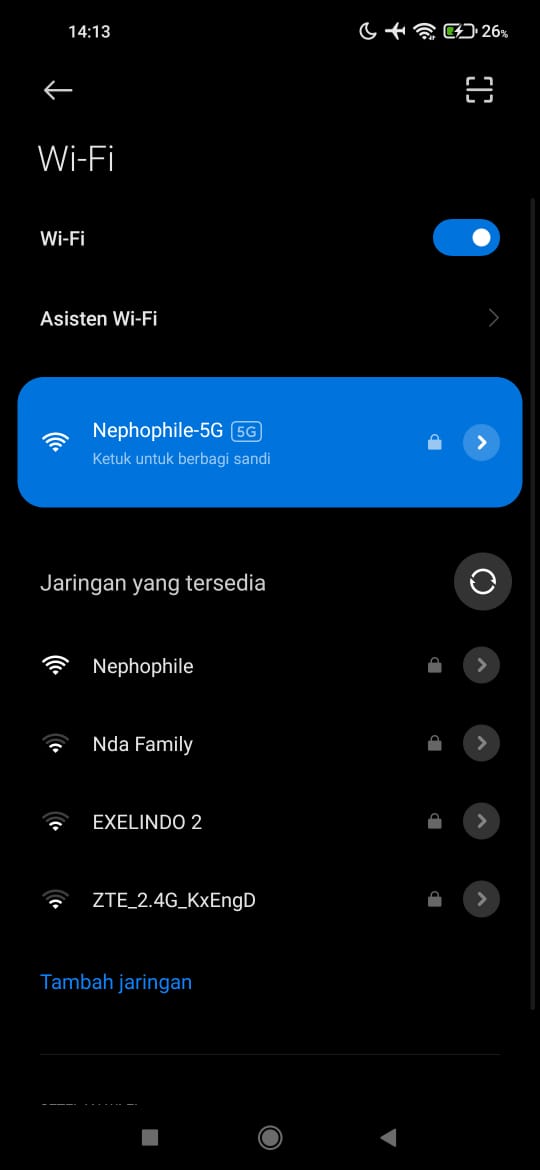 14:13
26%
Wi-Fi
Wi-Fi
Asisten Wi-Fi
Nephophile-5G 5G
Ketuk untuk berbagi sandi
Jaringan yang tersedia
Nephophile
Nda Family
EXELINDO 2
ZTE_2.4G_KxEngD
Tambah jaringan